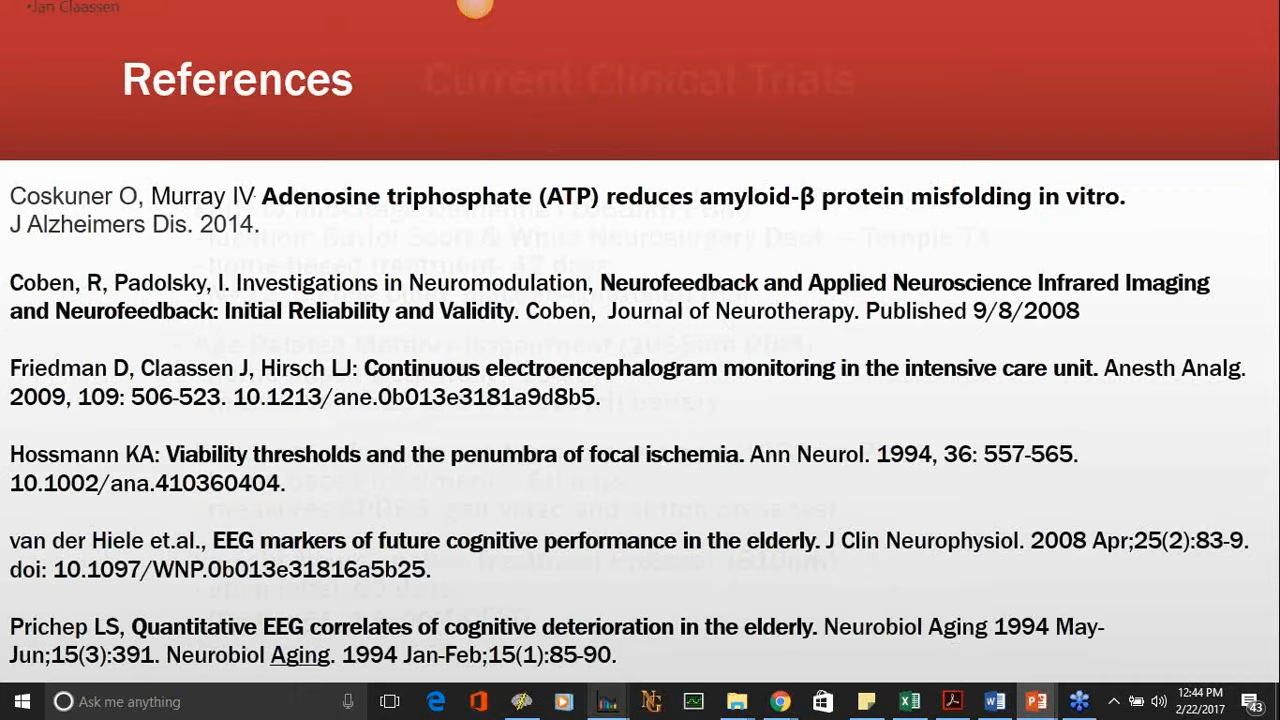 •Jan Claassen
References
Current Clinical Trials
Coskuner O, Murray IV. Adenosine triphosphate (ATP) reduces amyloid-β protein misfolding in vitro.
J Alzheimers Dis. 2014.
Coben, R, Padolsky, I. Investigations in Neuromodulation, Neurofeedback and Applied Neuroscience Infrared Imaging
and Neurofeedback: Initial Reliability and Validity. Coben, Journal of Neurotherapy. Published 9/8/2008
Friedman D, Claassen J, Hirsch LJ: Continuous electroencephalogram monitoring in the intensive care unit. Anesth Analg.
2009, 109: 506-523. 10.1213/ane.0b013e3181a9d8b5.
Hossmann KA: Viability thresholds and the penumbra of focal ischemia. Ann Neurol. 1994, 36: 557-565.
10.1002/ana.410360404.
van der Hiele et.al., EEG markers of future cognitive performance in the elderly. J Clin Neurophysiol. 2008 Apr;25(2):83-9.
doi: 10.1097/WNP.0b013e31816a5b25.
Prichep LS, Quantitative EEG correlates of cognitive deterioration in the elderly. Neurobiol Aging 1994 May-
Jun;15(3):391. Neurobiol Aging. 1994 Jan-Feb;15(1):85-90.
Ask me anything
12:44 PM
2/22/2017
43